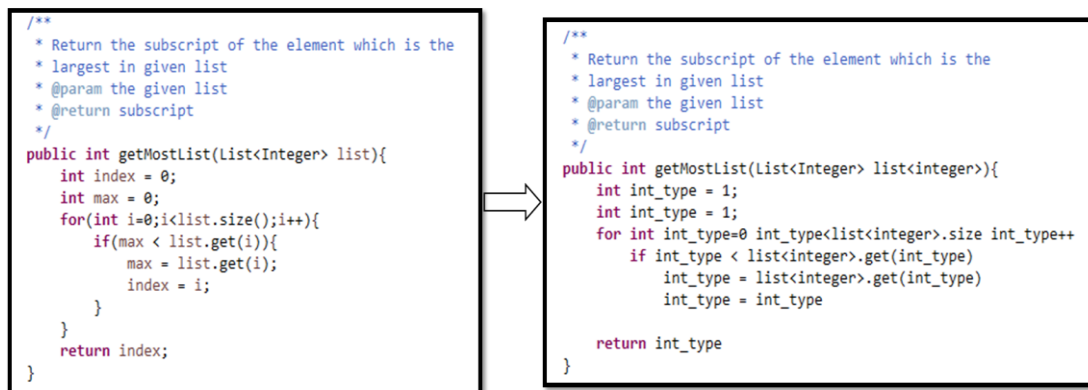 /**
 * Return the subscript of the element which is the
 * largest in given list
 * @param the given list
 * @return subscript
 */
public int getMostList(List<Integer> list){
    int index = 0;
    int max = 0;
    for(int i=0;i<list.size();i++){
        if(max < list.get(i)){
            max = list.get(i);
            index = i;
        }
    }
    return index;
}
/**
 * Return the subscript of the element which is the
 * largest in given list
 * @param the given list
 * @return subscript
 */
public int getMostList(List<Integer> list<integer>){
    int int_type = 1;
    int int_type = 1;
    for int int_type=0 int_type<list<integer>.size int_type++
        if int_type < list<integer>.get(int_type)
            int_type = list<integer>.get(int_type)
            int_type = int_type
    return int_type
}